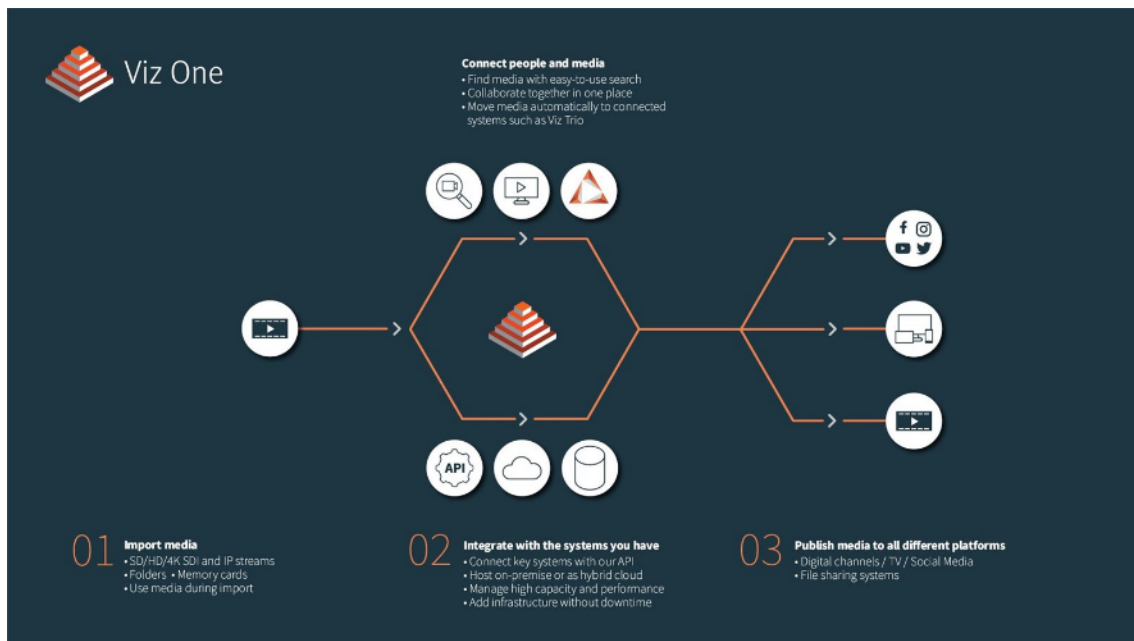 Viz One
Connect people and media
• Find media with easy-to-use search
• Collaborate together in one place
• Move media automatically to connected
systems such as Viz Trio
API
01
Import media
• SD/HD/4K SDI and IP streams
• Folders • Memory cards
• Use media during import
02
Integrate with the systems you have
• Connect key systems with our API
• Host on-premise or as hybrid cloud
• Manage high capacity and performance
• Add infrastructure without downtime
03
Publish media to all different platforms
• Digital channels / TV / Social Media
• File sharing systems